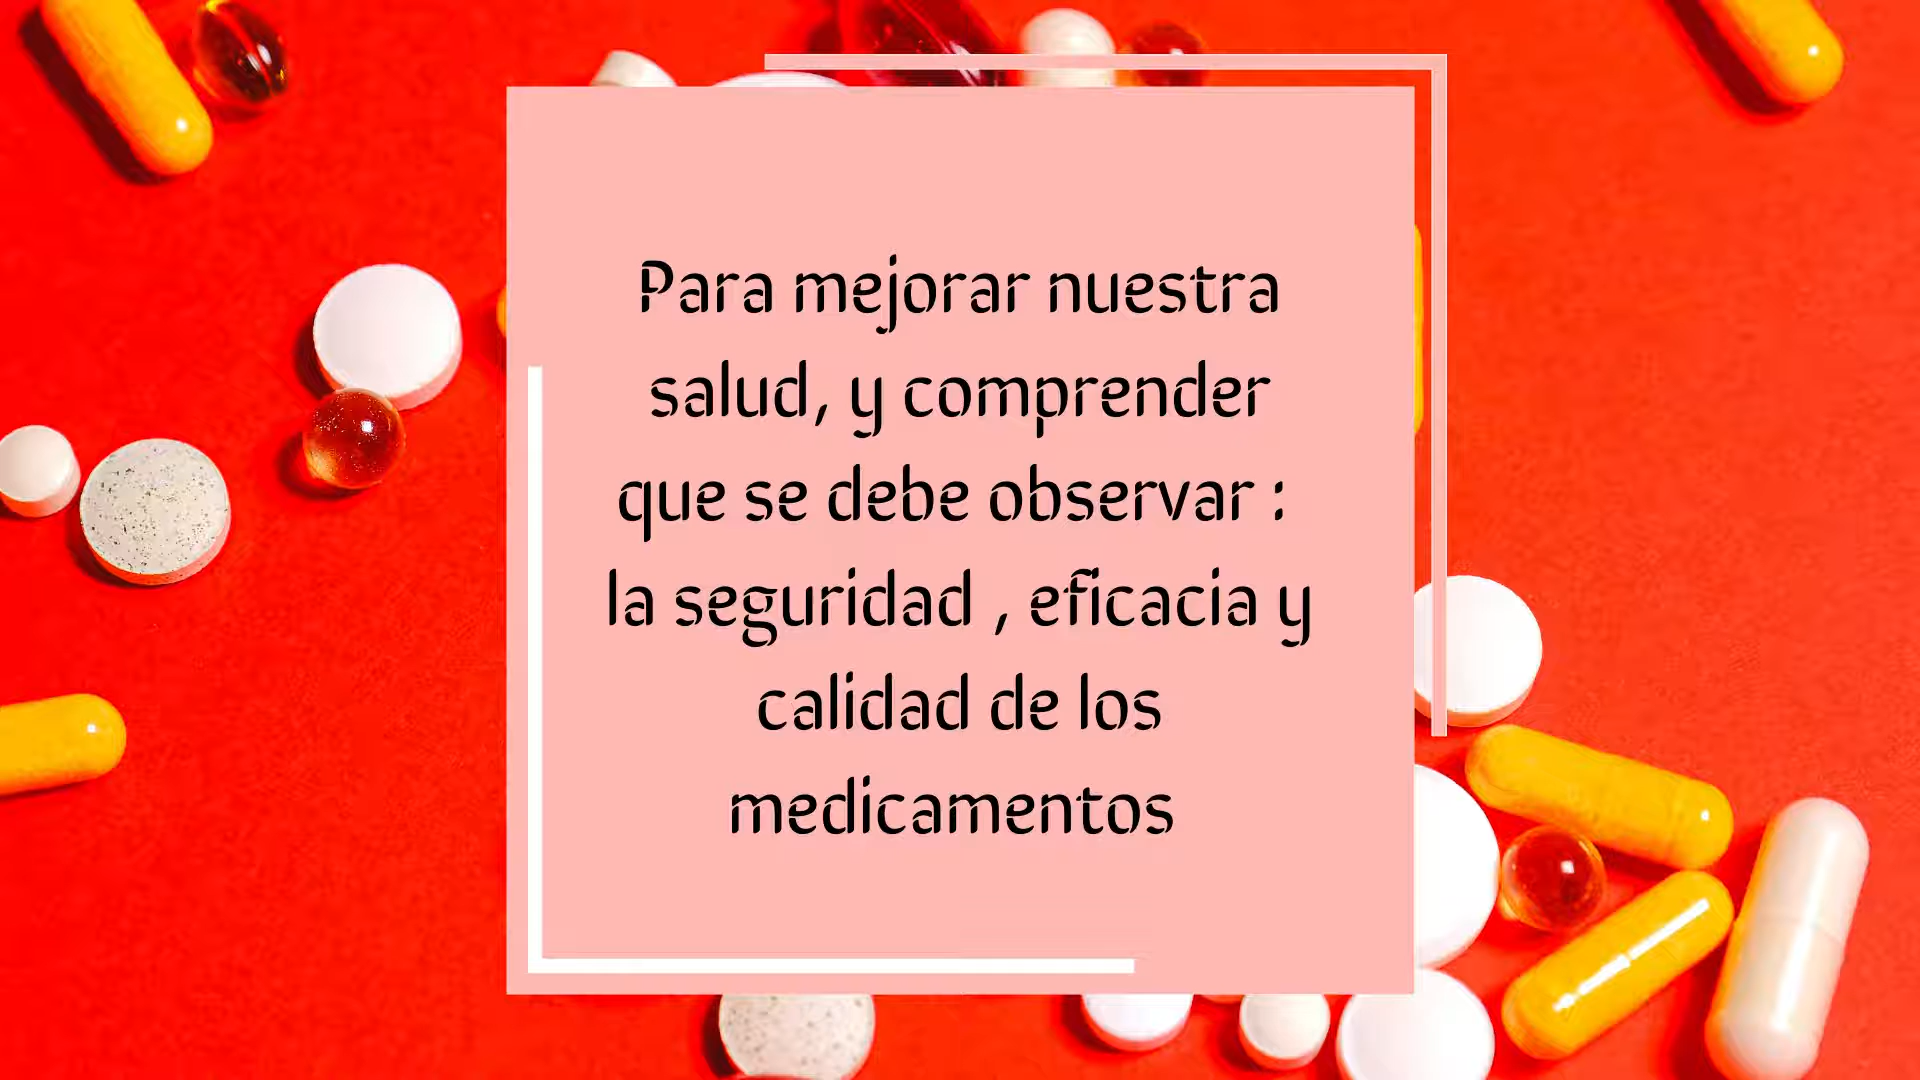 Para mejorar nuestra
salud, y comprender
que se debe observar :
la seguridad , eficacia y
calidad de los
medicamentos